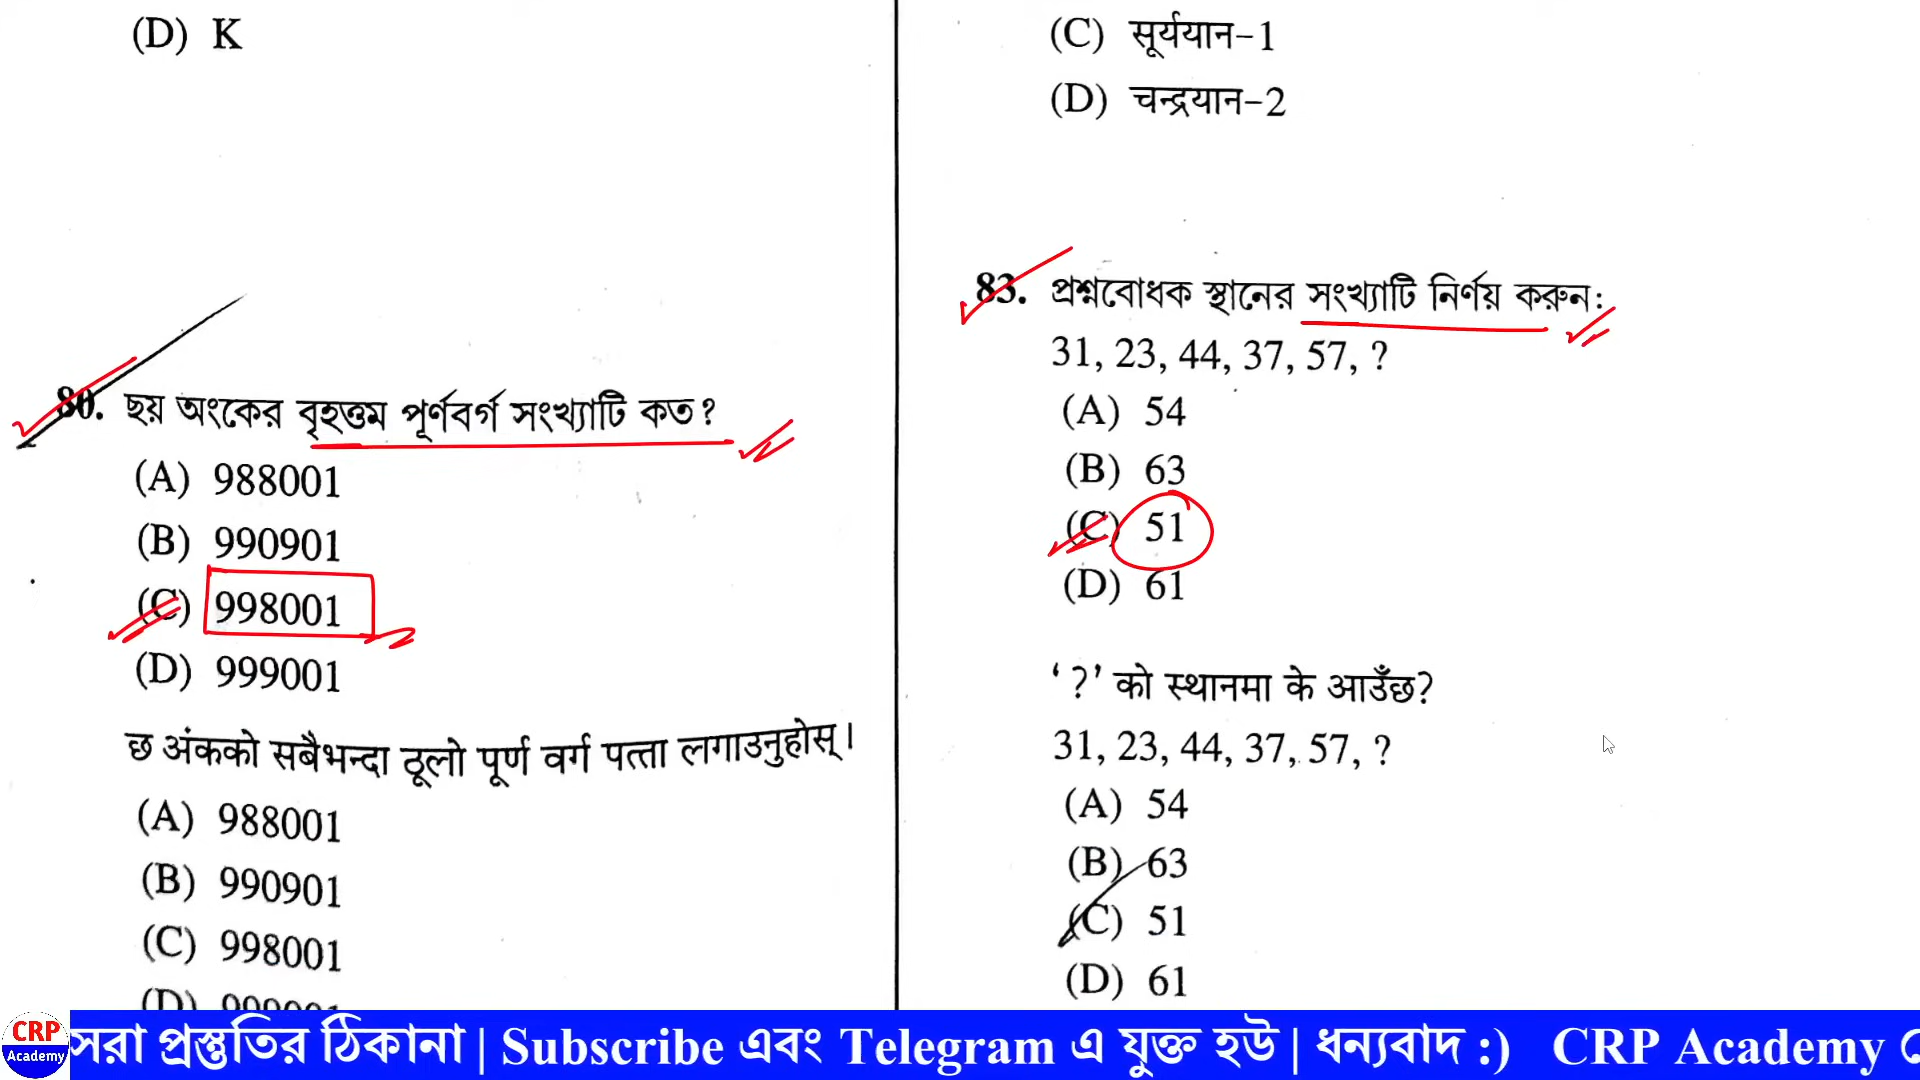 (D) K
80. ছয় অংকের বৃহত্তম পূর্ণবর্গ সংখ্যাটি কত?
(A) 988001
(B) 990901
(C) 998001
(D) 999001
छ अंकको सबैभन्दा ठूलो पूर्ण वर्ग पत्ता लगाउनुहोस्।
(A) 988001
(B) 990901
(C) 998001
(C) सूर्ययान-1
(D) चन्द्रयान-2
83. প্রশ্নবোধক স্থানের সংখ্যাটি নির্ণয় করুন:
31, 23, 44, 37, 57, ?
(A) 54
(B) 63
(C) 51
(D) 61
‘?’ को स्थानमा के आउँछ?
31, 23, 44, 37, 57, ?
(A) 54
(B) 63
(C) 51
(D) 61
CRP
Academy
সেরা প্রস্তুতির ঠিকানা | Subscribe এবং Telegram এ যুক্ত হউ | ধন্যবাদ :) CRP Academy